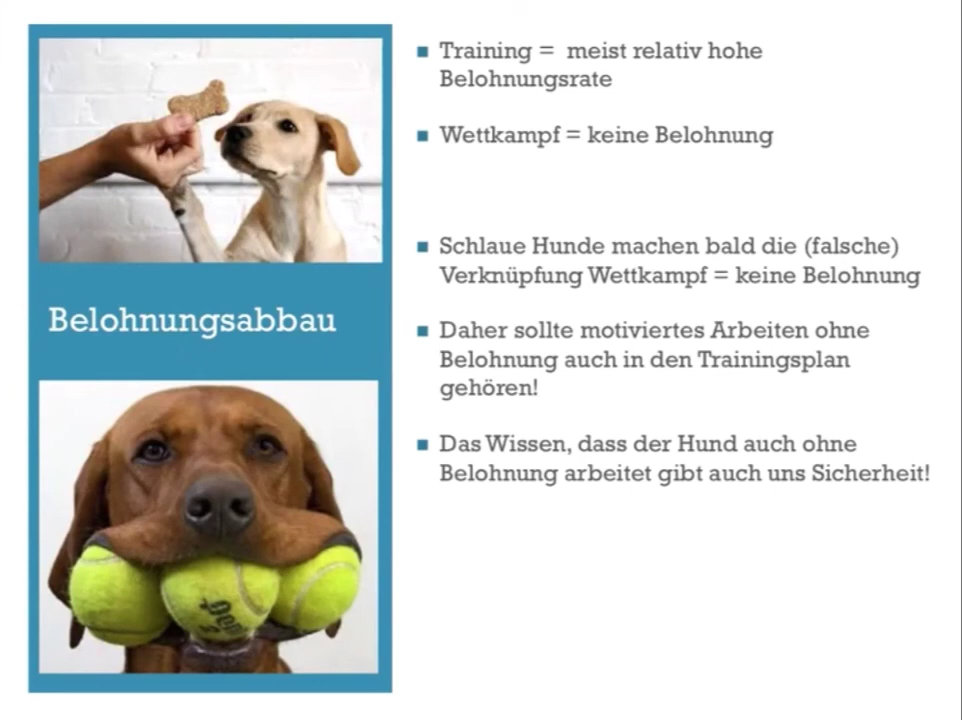 Belohnungsabbau
Training = meist relativ hohe
Belohnungsrate
Wettkampf = keine Belohnung
Schlaue Hunde machen bald die (falsche)
Verknüpfung Wettkampf = keine Belohnung
Daher sollte motiviertes Arbeiten ohne
Belohnung auch in den Trainingsplan
gehören!
Das Wissen, dass der Hund auch ohne
Belohnung arbeitet gibt auch uns Sicherheit!